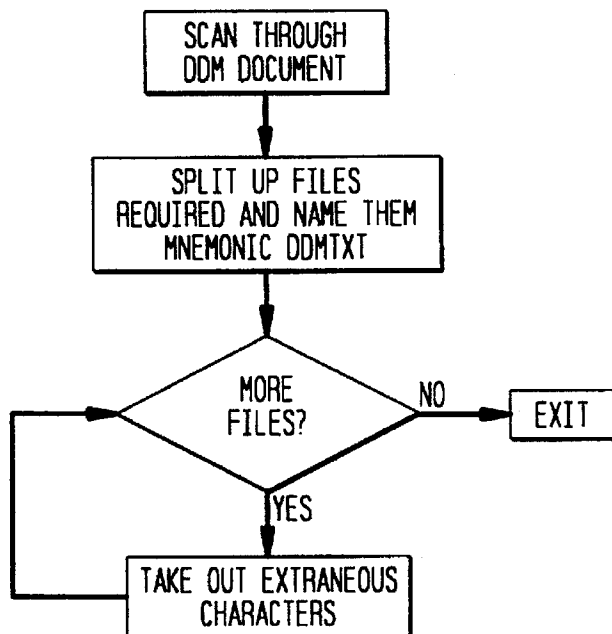 SCAN THROUGH
DDM DOCUMENT
SPLIT UP FILES
REQUIRED AND NAME THEM
MNEMONIC DDMTXT
MORE
FILES?
NO
EXIT
YES
TAKE OUT EXTRANEOUS
CHARACTERS